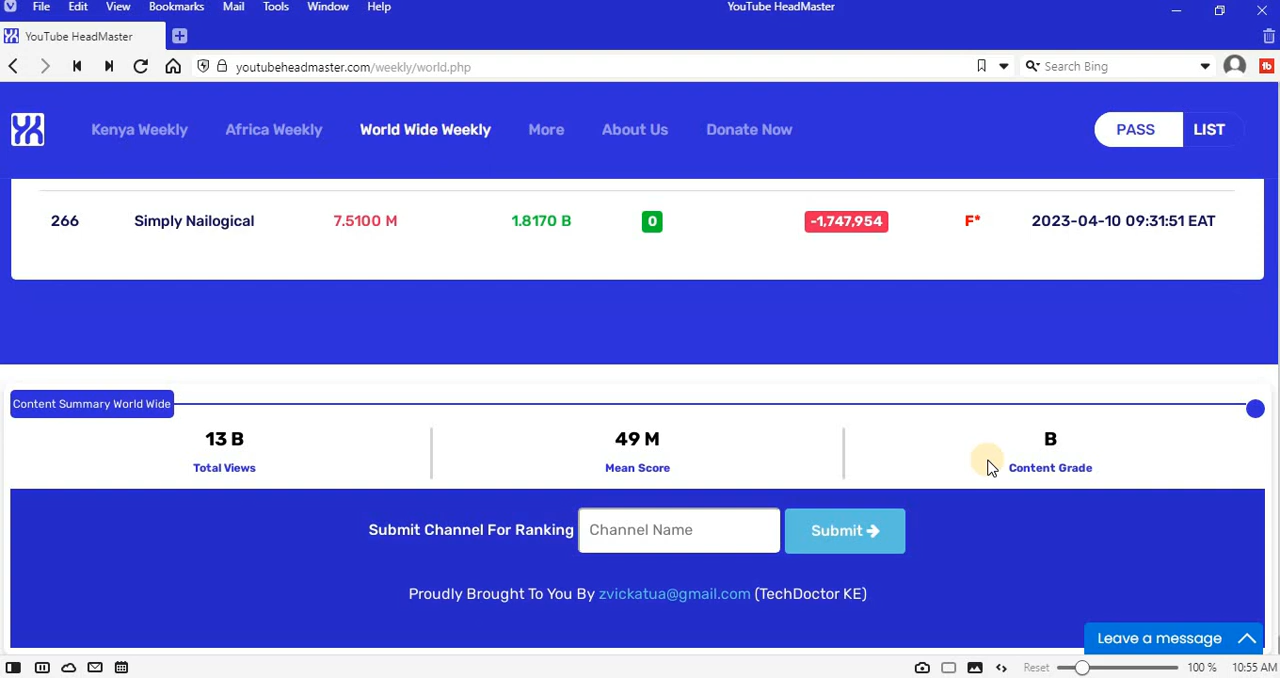 File Edit View Bookmarks Mail Tools Window Help YouTube HeadMaster
YouTube HeadMaster
youtubeheadmaster.com/weekly/world.php Search Bing
Kenya Weekly Africa Weekly World Wide Weekly More About Us Donate Now PASS LIST
266 Simply Nailogical 7.5100 M 1.8170 B 0 -1,747,954 F* 2023-04-10 09:31:51 EAT
Content Summary World Wide
13 B 49 M B
Total Views Mean Score Content Grade
Submit Channel For Ranking Channel Name Submit
Proudly Brought To You By zvickatua@gmail.com (TechDoctor KE)
Leave a message
Reset 100 % 10:55 AM